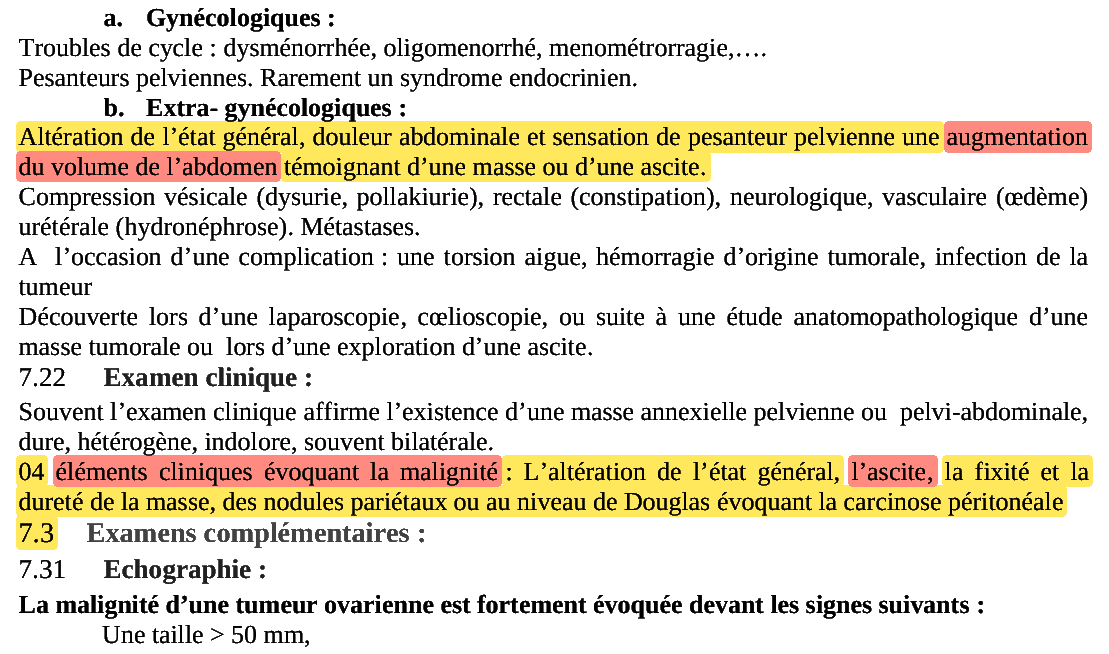 a. Gynécologiques :
Troubles de cycle : dysménorrhée, oligomenorrhé, menométrorragie,….
Pesanteurs pelviennes. Rarement un syndrome endocrinien.
b. Extra- gynécologiques :
Altération de l’état général, douleur abdominale et sensation de pesanteur pelvienne une augmentation
du volume de l’abdomen témoignant d’une masse ou d’une ascite.
Compression vésicale (dysurie, pollakiurie), rectale (constipation), neurologique, vasculaire (œdème)
urétérale (hydronéphrose). Métastases.
A l’occasion d’une complication : une torsion aigue, hémorragie d’origine tumorale, infection de la
tumeur
Découverte lors d’une laparoscopie, cœlioscopie, ou suite à une étude anatomopathologique d’une
masse tumorale ou lors d’une exploration d’une ascite.
7.22 Examen clinique :
Souvent l’examen clinique affirme l’existence d’une masse annexielle pelvienne ou pelvi-abdominale,
dure, hétérogène, indolore, souvent bilatérale.
04 éléments cliniques évoquant la malignité : L’altération de l’état général, l’ascite, la fixité et la
dureté de la masse, des nodules pariétaux ou au niveau de Douglas évoquant la carcinose péritonéale
7.3 Examens complémentaires :
7.31 Echographie :
La malignité d’une tumeur ovarienne est fortement évoquée devant les signes suivants :
Une taille > 50 mm,